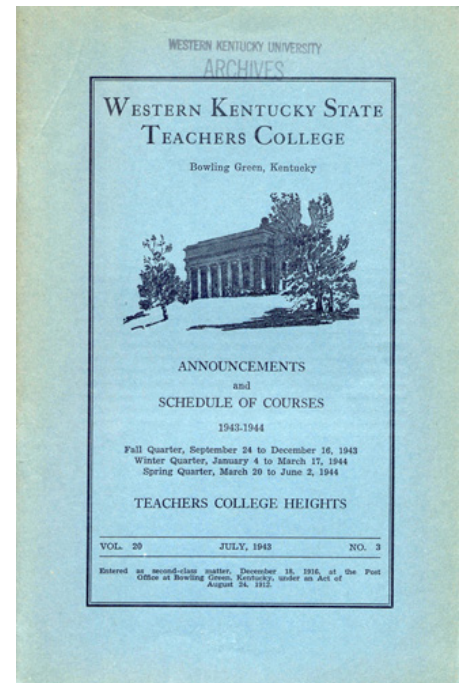 WESTERN KENTUCKY UNIVERSITY
ARCHIVES
WESTERN KENTUCKY STATE
TEACHERS COLLEGE
Bowling Green, Kentucky
ANNOUNCEMENTS
and
SCHEDULE OF COURSES
1943-1944
Fall Quarter, September 24 to December 16, 1943
Winter Quarter, January 4 to March 17, 1944
Spring Quarter, March 20 to June 2, 1944
TEACHERS COLLEGE HEIGHTS
VOL. 20 JULY, 1943 NO. 3
Entered as second-class matter, December 18, 1916, at the Post
Office at Bowling Green, Kentucky, under an Act of
August 24, 1912.